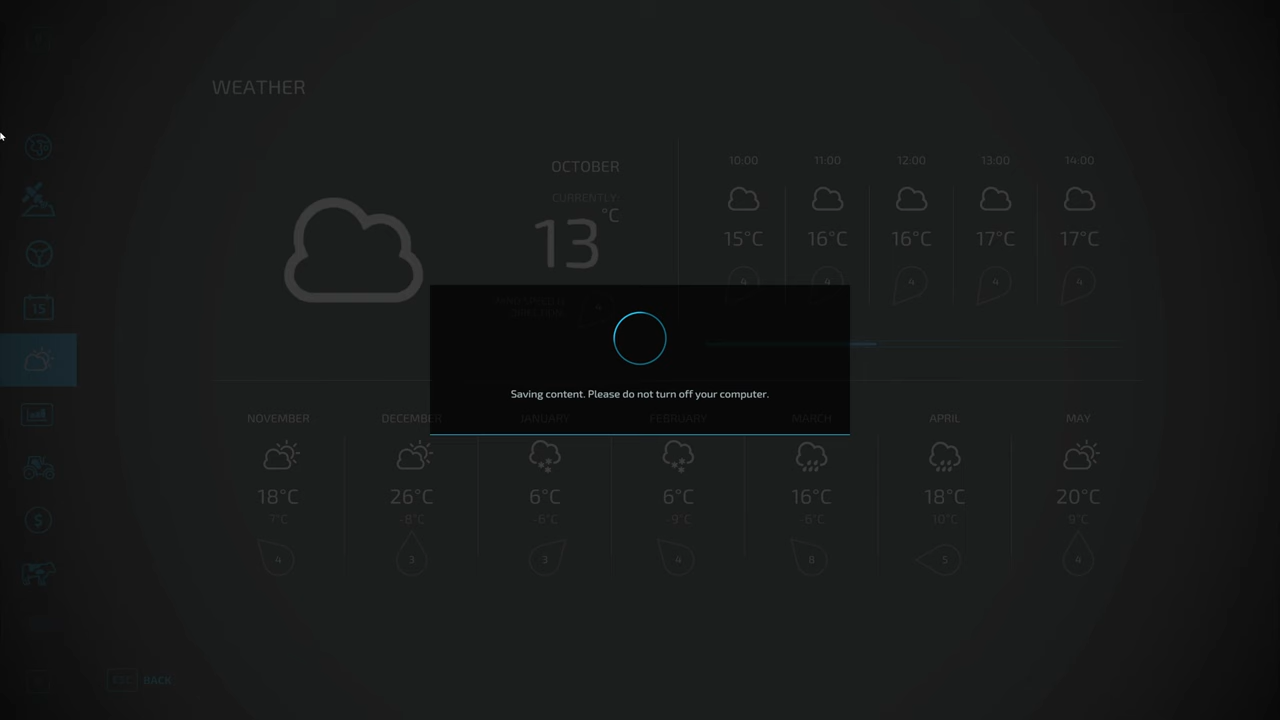 WEATHER
OCTOBER
CURRENTLY
13 °C
10:00 11:00 12:00 13:00 14:00
15°C 16°C 16°C 17°C 17°C
4 4 4 4 4
15
Saving content. Please do not turn off your computer.
NOVEMBER DECEMBER JANUARY FEBRUARY MARCH APRIL MAY
18°C 26°C 6°C 6°C 16°C 18°C 20°C
7°C -8°C -6°C -9°C -6°C 10°C 9°C
4 3 3 4 6 5 4
$
ESC BACK